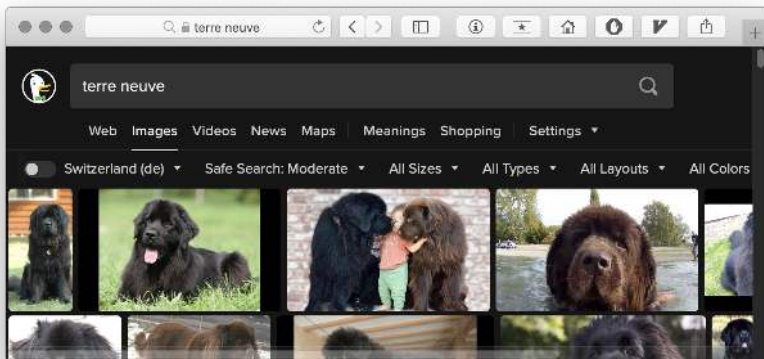 terre neuve
terre neuve
Web Images Videos News Maps Meanings Shopping Settings
Switzerland (de) Safe Search: Moderate All Sizes All Types All Layouts All Colors